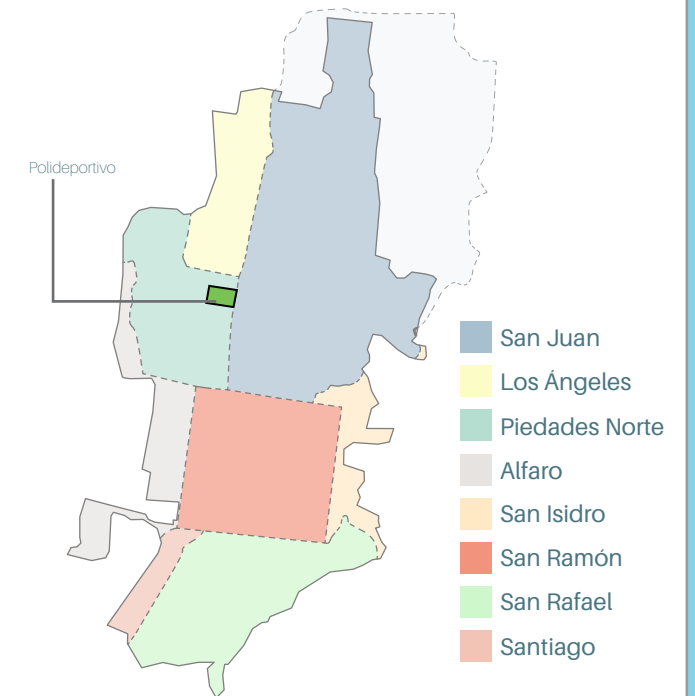 Polideportivo
San Juan
Los Ángeles
Piedades Norte
Alfaro
San Isidro
San Ramón
San Rafael
Santiago